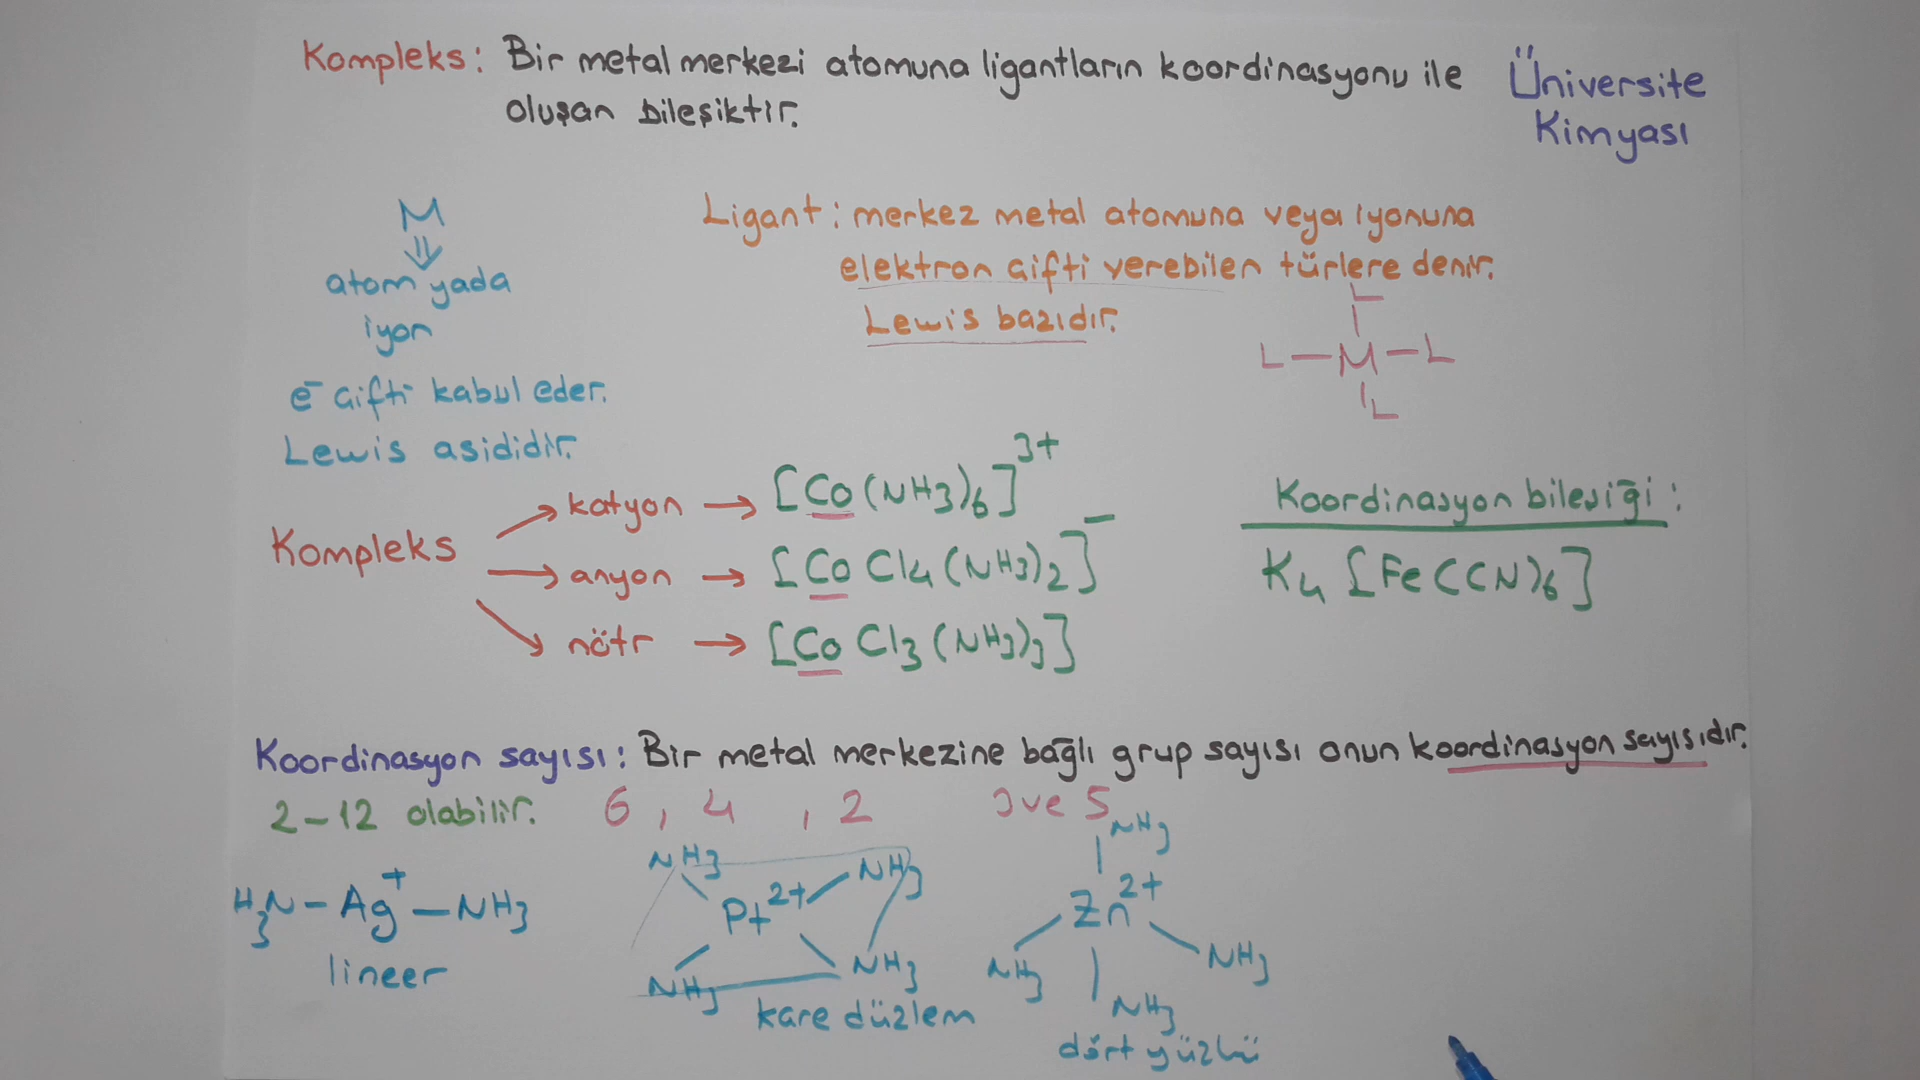 Kompleks: Bir metal merkezi atomuna ligantların koordinasyonu ile
oluşan bileşiktir.
Üniversite
Kimyası
M
⇓
atom yada
iyon
e⁻ çifti kabul eder.
Lewis asididir.
Ligant: merkez metal atomuna veya iyonuna
elektron çifti verebilen türlere denir.
Lewis bazıdır.
L
L—M—L
L
Kompleks
katyon → [Co(NH3)6]3+
anyon → [CoCl4(NH3)2]−
nötr → [CoCl3(NH3)3]
Koordinasyon bileşiği:
K4[Fe(CN)6]
Koordinasyon sayısı: Bir metal merkezine bağlı grup sayısı onun koordinasyon sayısıdır.
2-12 olabilir. 6, 4, 2 3ve 5
H3N—Ag+—NH3
lineer
NH3 NH3
Pt2+
NH3 NH3
kare düzlem
NH3
Zn2+
NH3 NH3
NH3
dört yüzlü